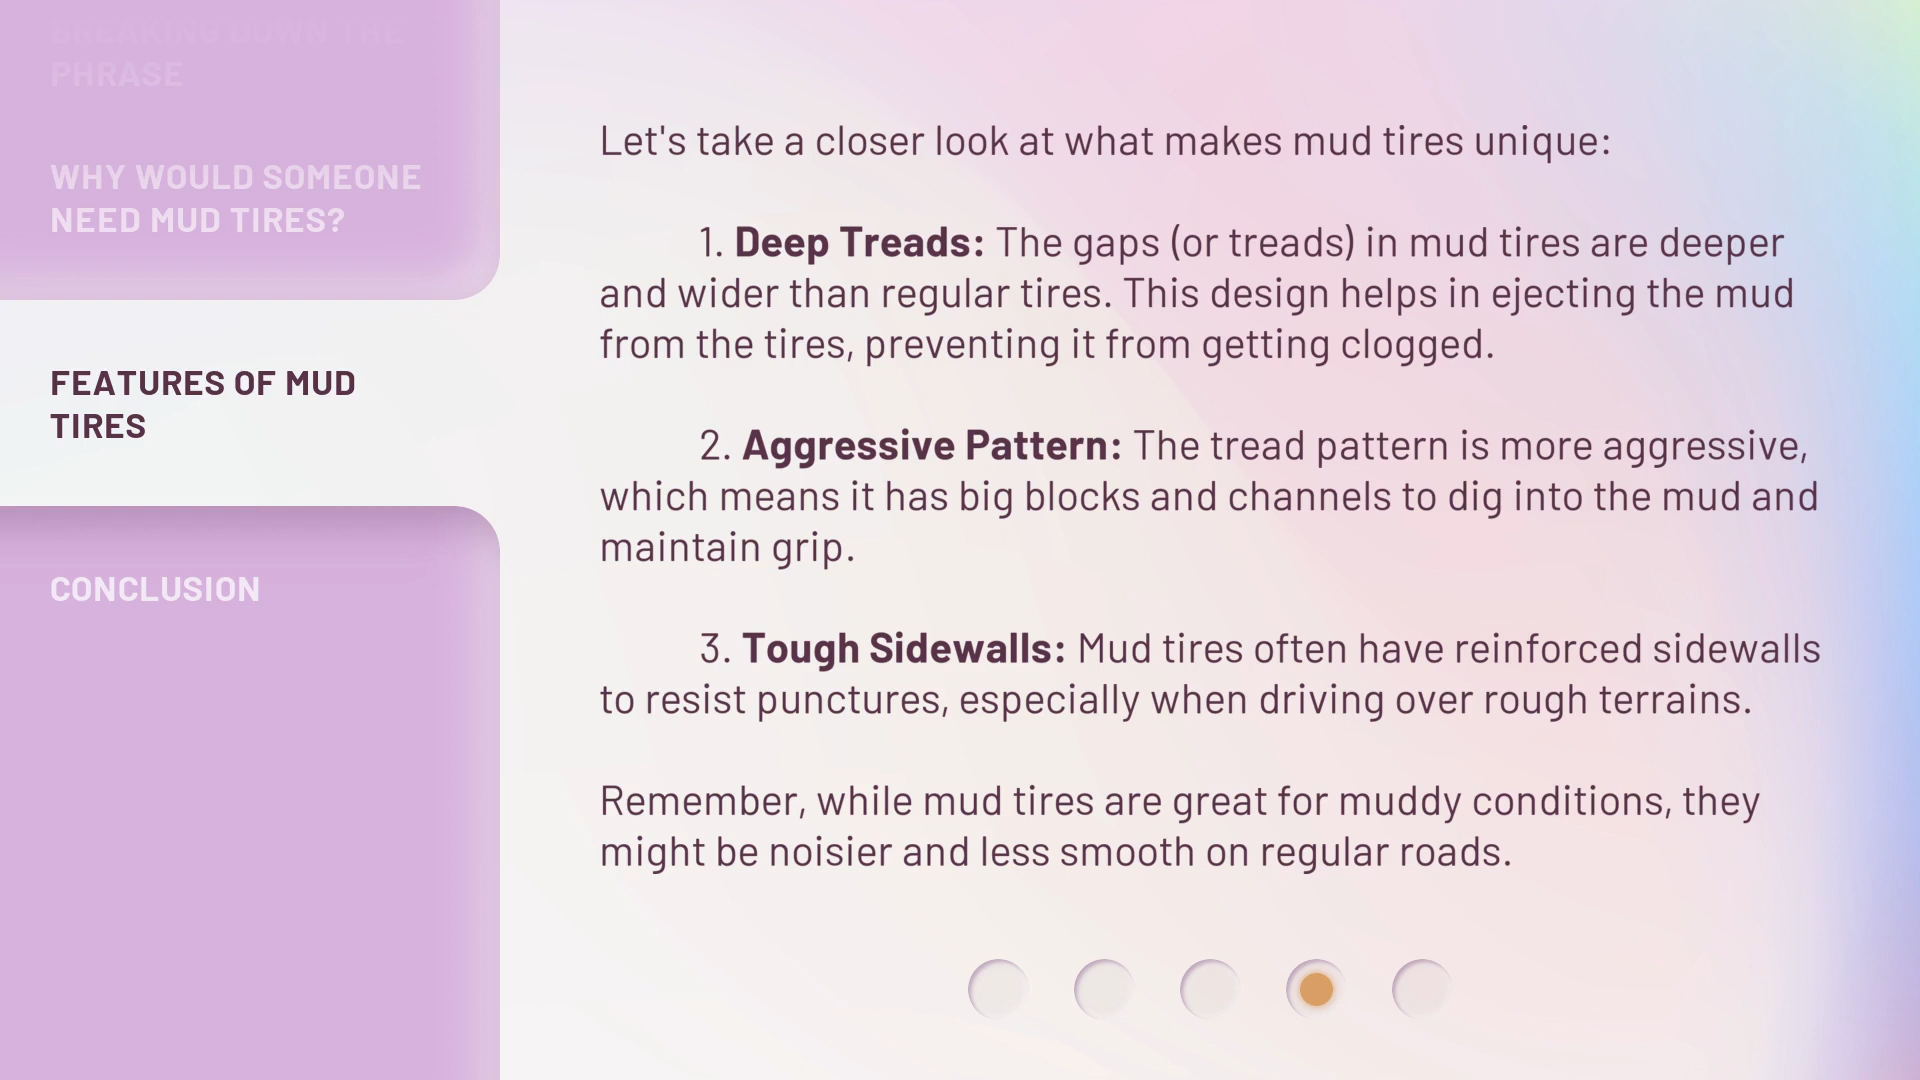 BREAKING DOWN THE
PHRASE
WHY WOULD SOMEONE
NEED MUD TIRES?
FEATURES OF MUD
TIRES
CONCLUSION
Let's take a closer look at what makes mud tires unique:
1. Deep Treads: The gaps (or treads) in mud tires are deeper
and wider than regular tires. This design helps in ejecting the mud
from the tires, preventing it from getting clogged.
2. Aggressive Pattern: The tread pattern is more aggressive,
which means it has big blocks and channels to dig into the mud and
maintain grip.
3. Tough Sidewalls: Mud tires often have reinforced sidewalls
to resist punctures, especially when driving over rough terrains.
Remember, while mud tires are great for muddy conditions, they
might be noisier and less smooth on regular roads.